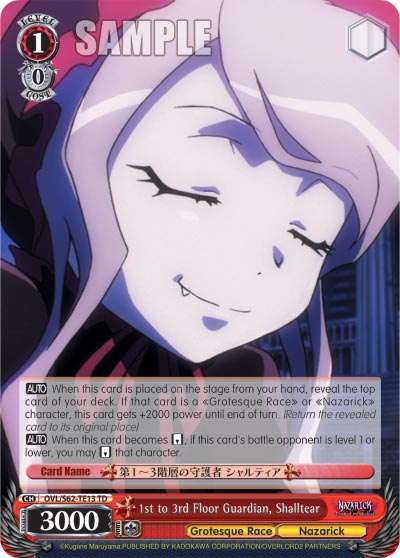 LEVEL
1
0
COST
SAMPLE
AUTO When this card is placed on the stage from your hand, reveal the top
card of your deck. If that card is a «Grotesque Race» or «Nazarick»
character, this card gets +2000 power until end of turn. (Return the revealed
card to its original place)
AUTO When this card becomes , if this card's battle opponent is level 1 or
lower, you may that character.
Card Name 第1～3階層の守護者 シャルティア
CH OVL/S62-TE13 TD
POWER 3000
1st to 3rd Floor Guardian, Shalltear
NAZARICK
Grotesque Race Nazarick
©Kugane Maruyama,PUBLISHED BY KADOKAWA CORPORATION/OVERLORD2 PARTNERS